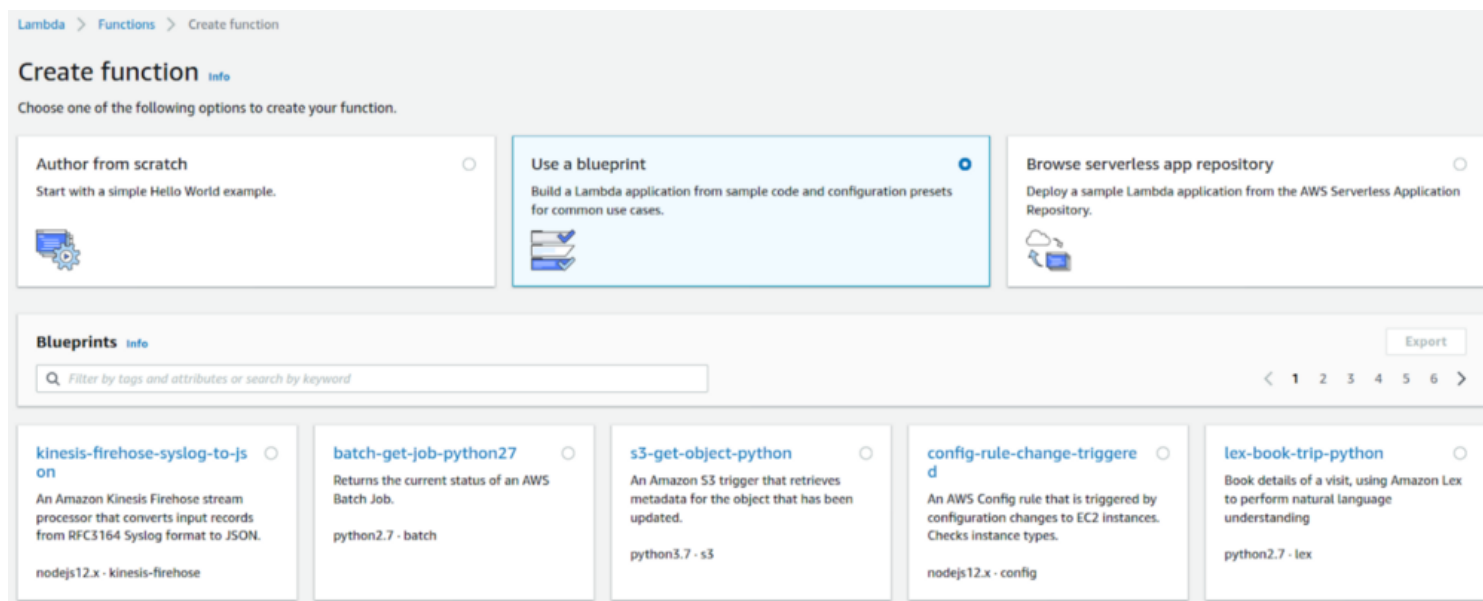 Lambda > Functions > Create function
Create function Info
Choose one of the following options to create your function.
Author from scratch
Start with a simple Hello World example.
Use a blueprint
Build a Lambda application from sample code and configuration presets
for common use cases.
Browse serverless app repository
Deploy a sample Lambda application from the AWS Serverless Application
Repository.
Blueprints Info
Export
Filter by tags and attributes or search by keyword
< 1 2 3 4 5 6 >
kinesis-firehose-syslog-to-js
on
An Amazon Kinesis Firehose stream
processor that converts input records
from RFC3164 Syslog format to JSON.
nodejs12.x · kinesis-firehose
batch-get-job-python27
Returns the current status of an AWS
Batch Job.
python2.7 · batch
s3-get-object-python
An Amazon S3 trigger that retrieves
metadata for the object that has been
updated.
python3.7 · s3
config-rule-change-triggere
d
An AWS Config rule that is triggered by
configuration changes to EC2 instances.
Checks instance types.
nodejs12.x · config
lex-book-trip-python
Book details of a visit, using Amazon Lex
to perform natural language
understanding
python2.7 · lex